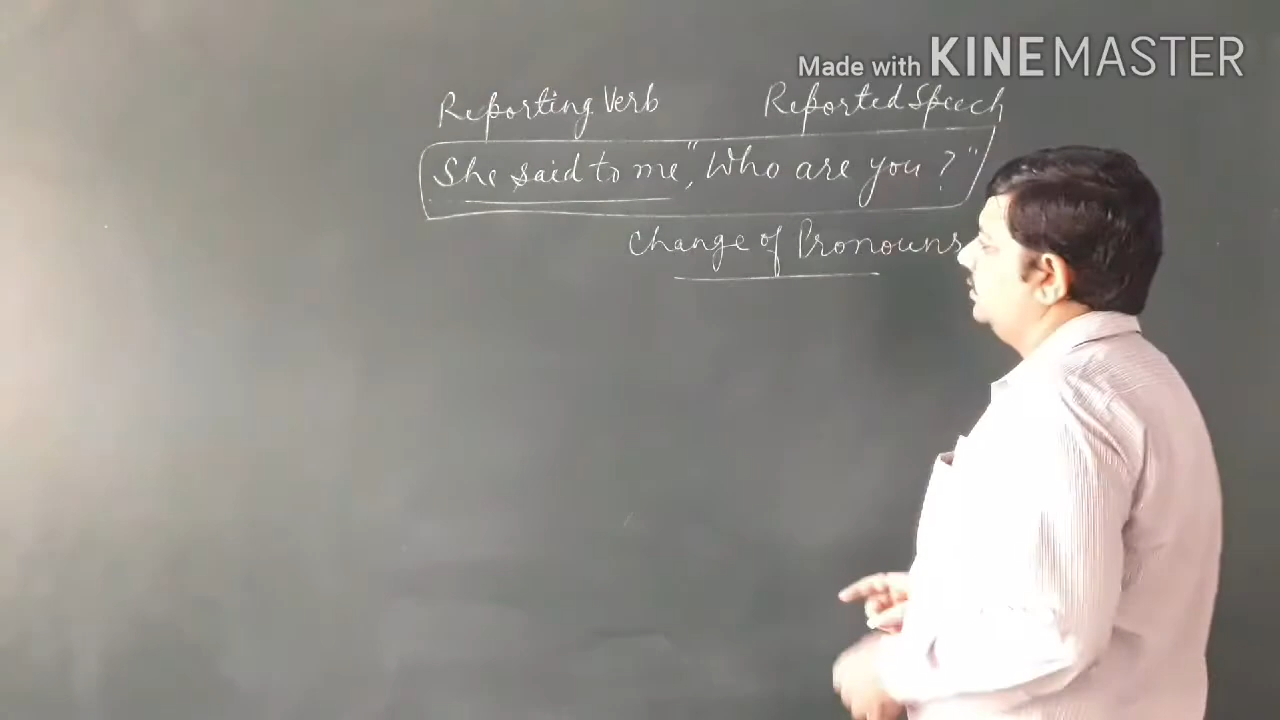 Made with KINEMASTER
Reporting Verb Reported Speech
She said to me," Who are you ?"
Change of Pronouns